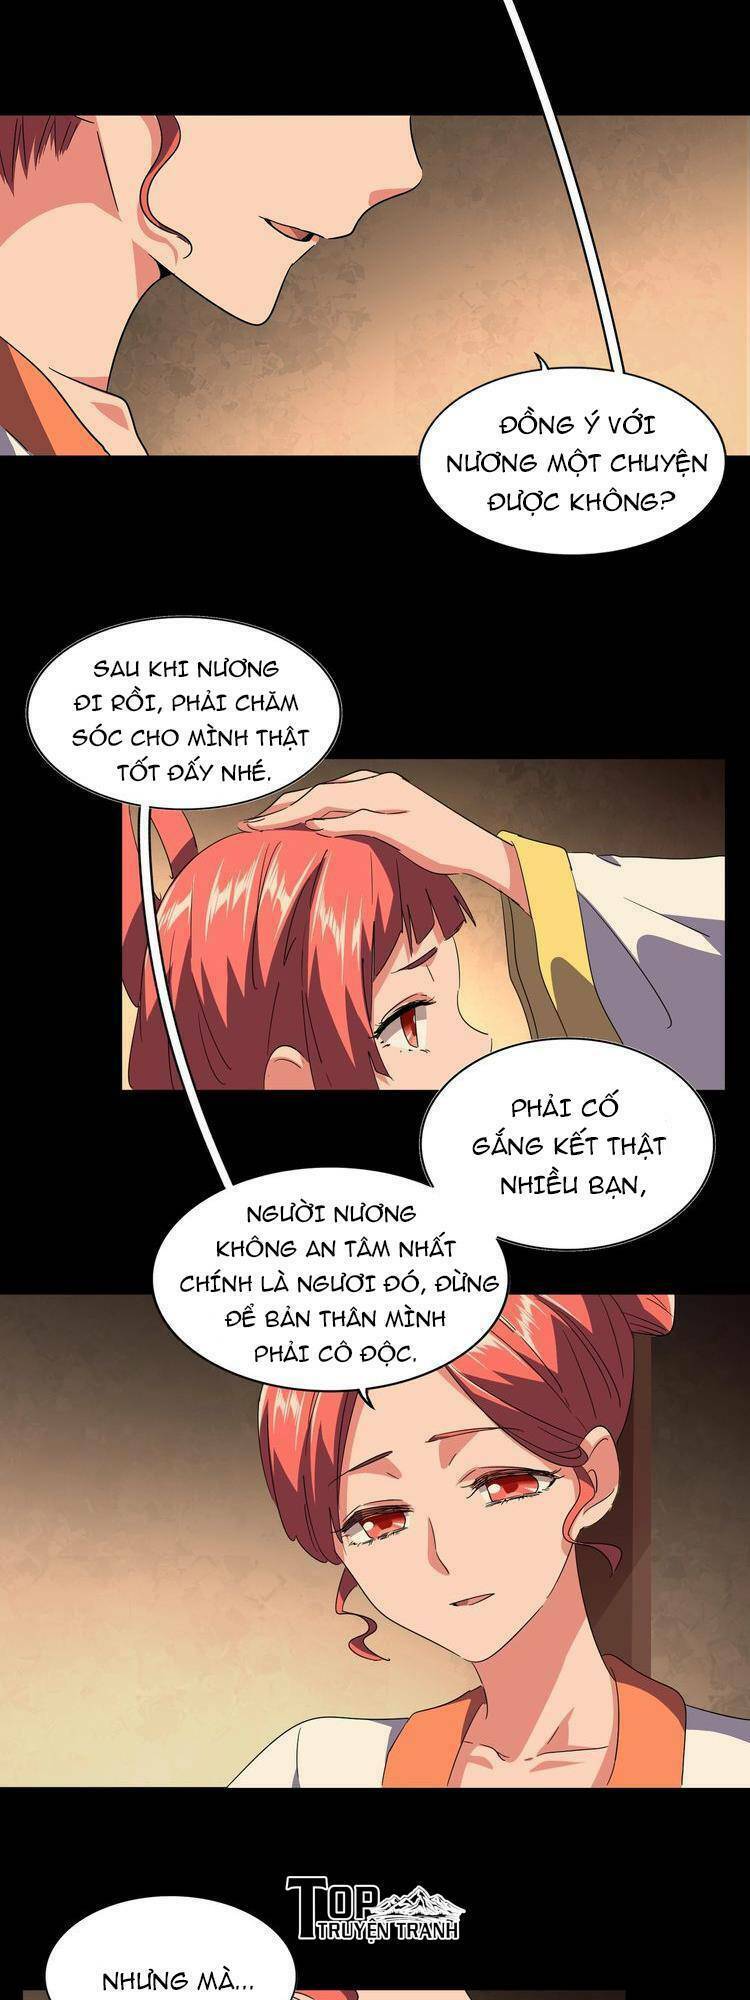 ĐỒNG Ý VỚI
NƯƠNG MỘT CHUYỆN
ĐƯỢC KHÔNG?
SAU KHI NƯƠNG
ĐI RỒI, PHẢI CHĂM
SÓC CHO MÌNH THẬT
TỐT ĐẤY NHÉ.
PHẢI CỐ
GẮNG KẾT THẬT
NHIỀU BẠN,
NGƯỜI NƯƠNG
KHÔNG AN TÂM NHẤT
CHÍNH LÀ NGƯƠI ĐÓ, ĐỪNG
ĐỂ BẢN THÂN MÌNH
PHẢI CÔ ĐỘC.
TOP
TRUYỆN TRANH
NHƯNG MÀ...